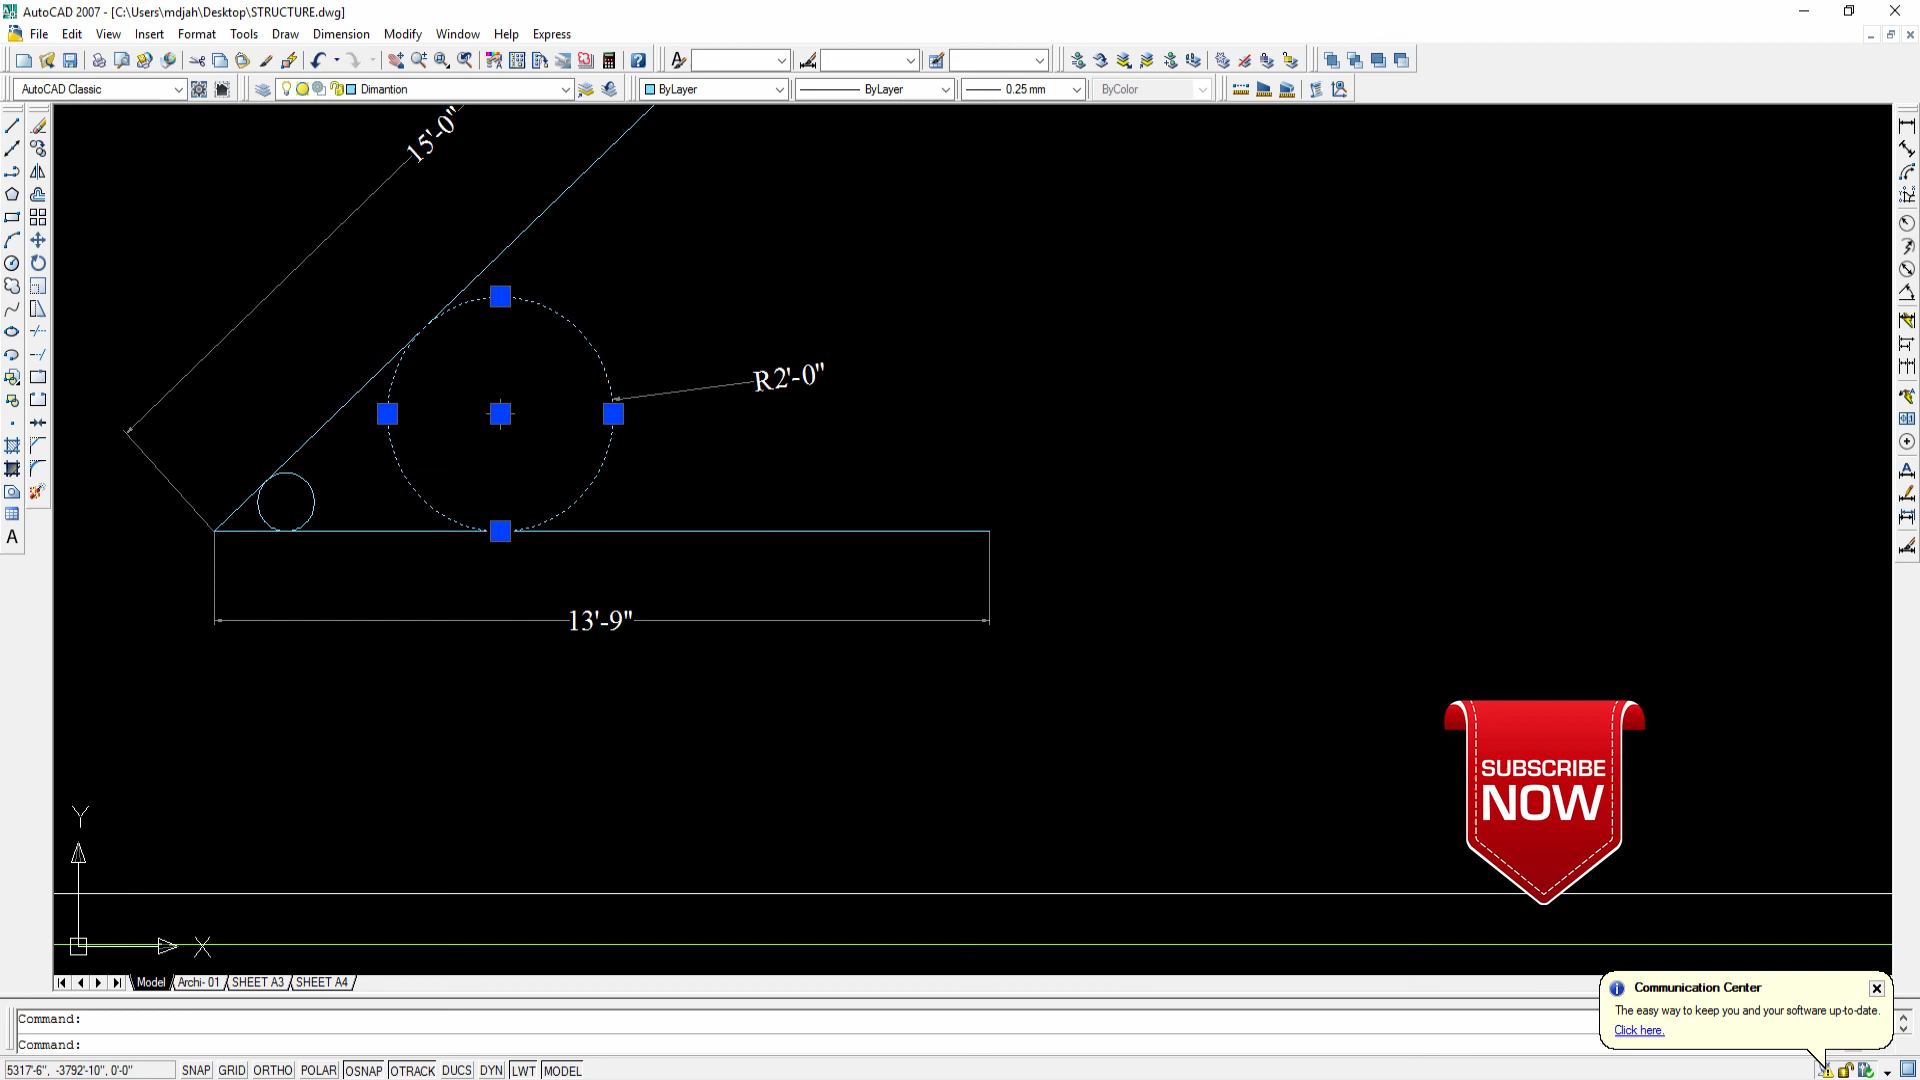 AutoCAD 2007 - [C:\Users\mdjah\Desktop\STRUCTURE.dwg]
File Edit View Insert Format Tools Draw Dimension Modify Window Help Express
AutoCAD Classic Dimantion ByLayer ByLayer 0.25 mm ByColor
15'-0"
R2'-0"
13'-9"
SUBSCRIBE
NOW
Y
X
Model Archi- 01 SHEET A3 SHEET A4
Communication Center
The easy way to keep you and your software up-to-date.
Click here.
Command:
Command:
5317'-6", -3792'-10", 0'-0" SNAP GRID ORTHO POLAR OSNAP OTRACK DUCS DYN LWT MODEL